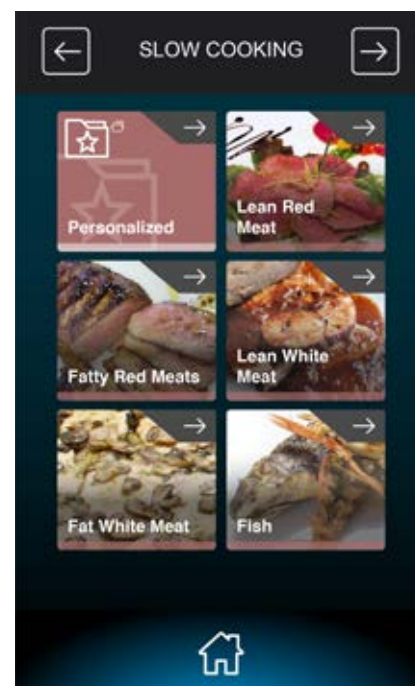 SLOW COOKING
Personalized
Lean Red
Meat
Fatty Red Meats
Lean White
Meat
Fat White Meat
Fish